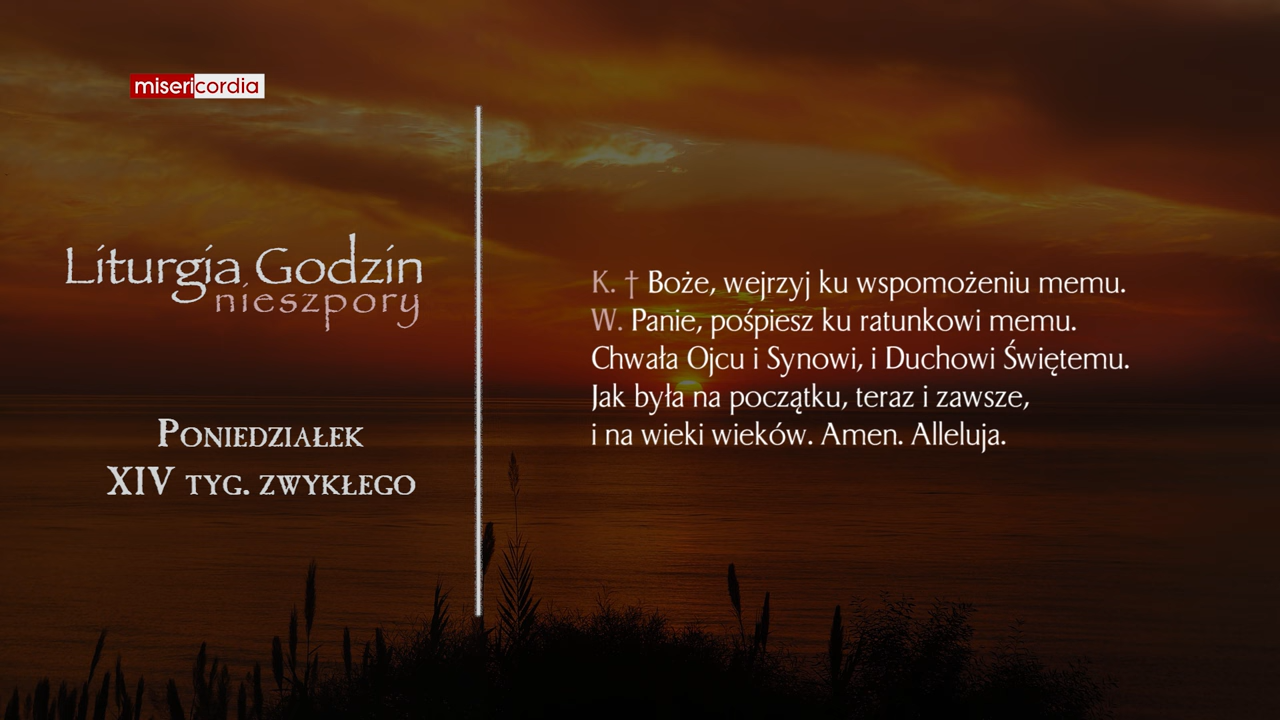 misericordia
Liturgia Godzin
nieszpory
Poniedziałek
XIV tyg. zwykłego
K. † Boże, wejrzyj ku wspomożeniu memu.
W. Panie, pośpiesz ku ratunkowi memu.
Chwała Ojcu i Synowi, i Duchowi Świętemu.
Jak była na początku, teraz i zawsze,
i na wieki wieków. Amen. Alleluja.